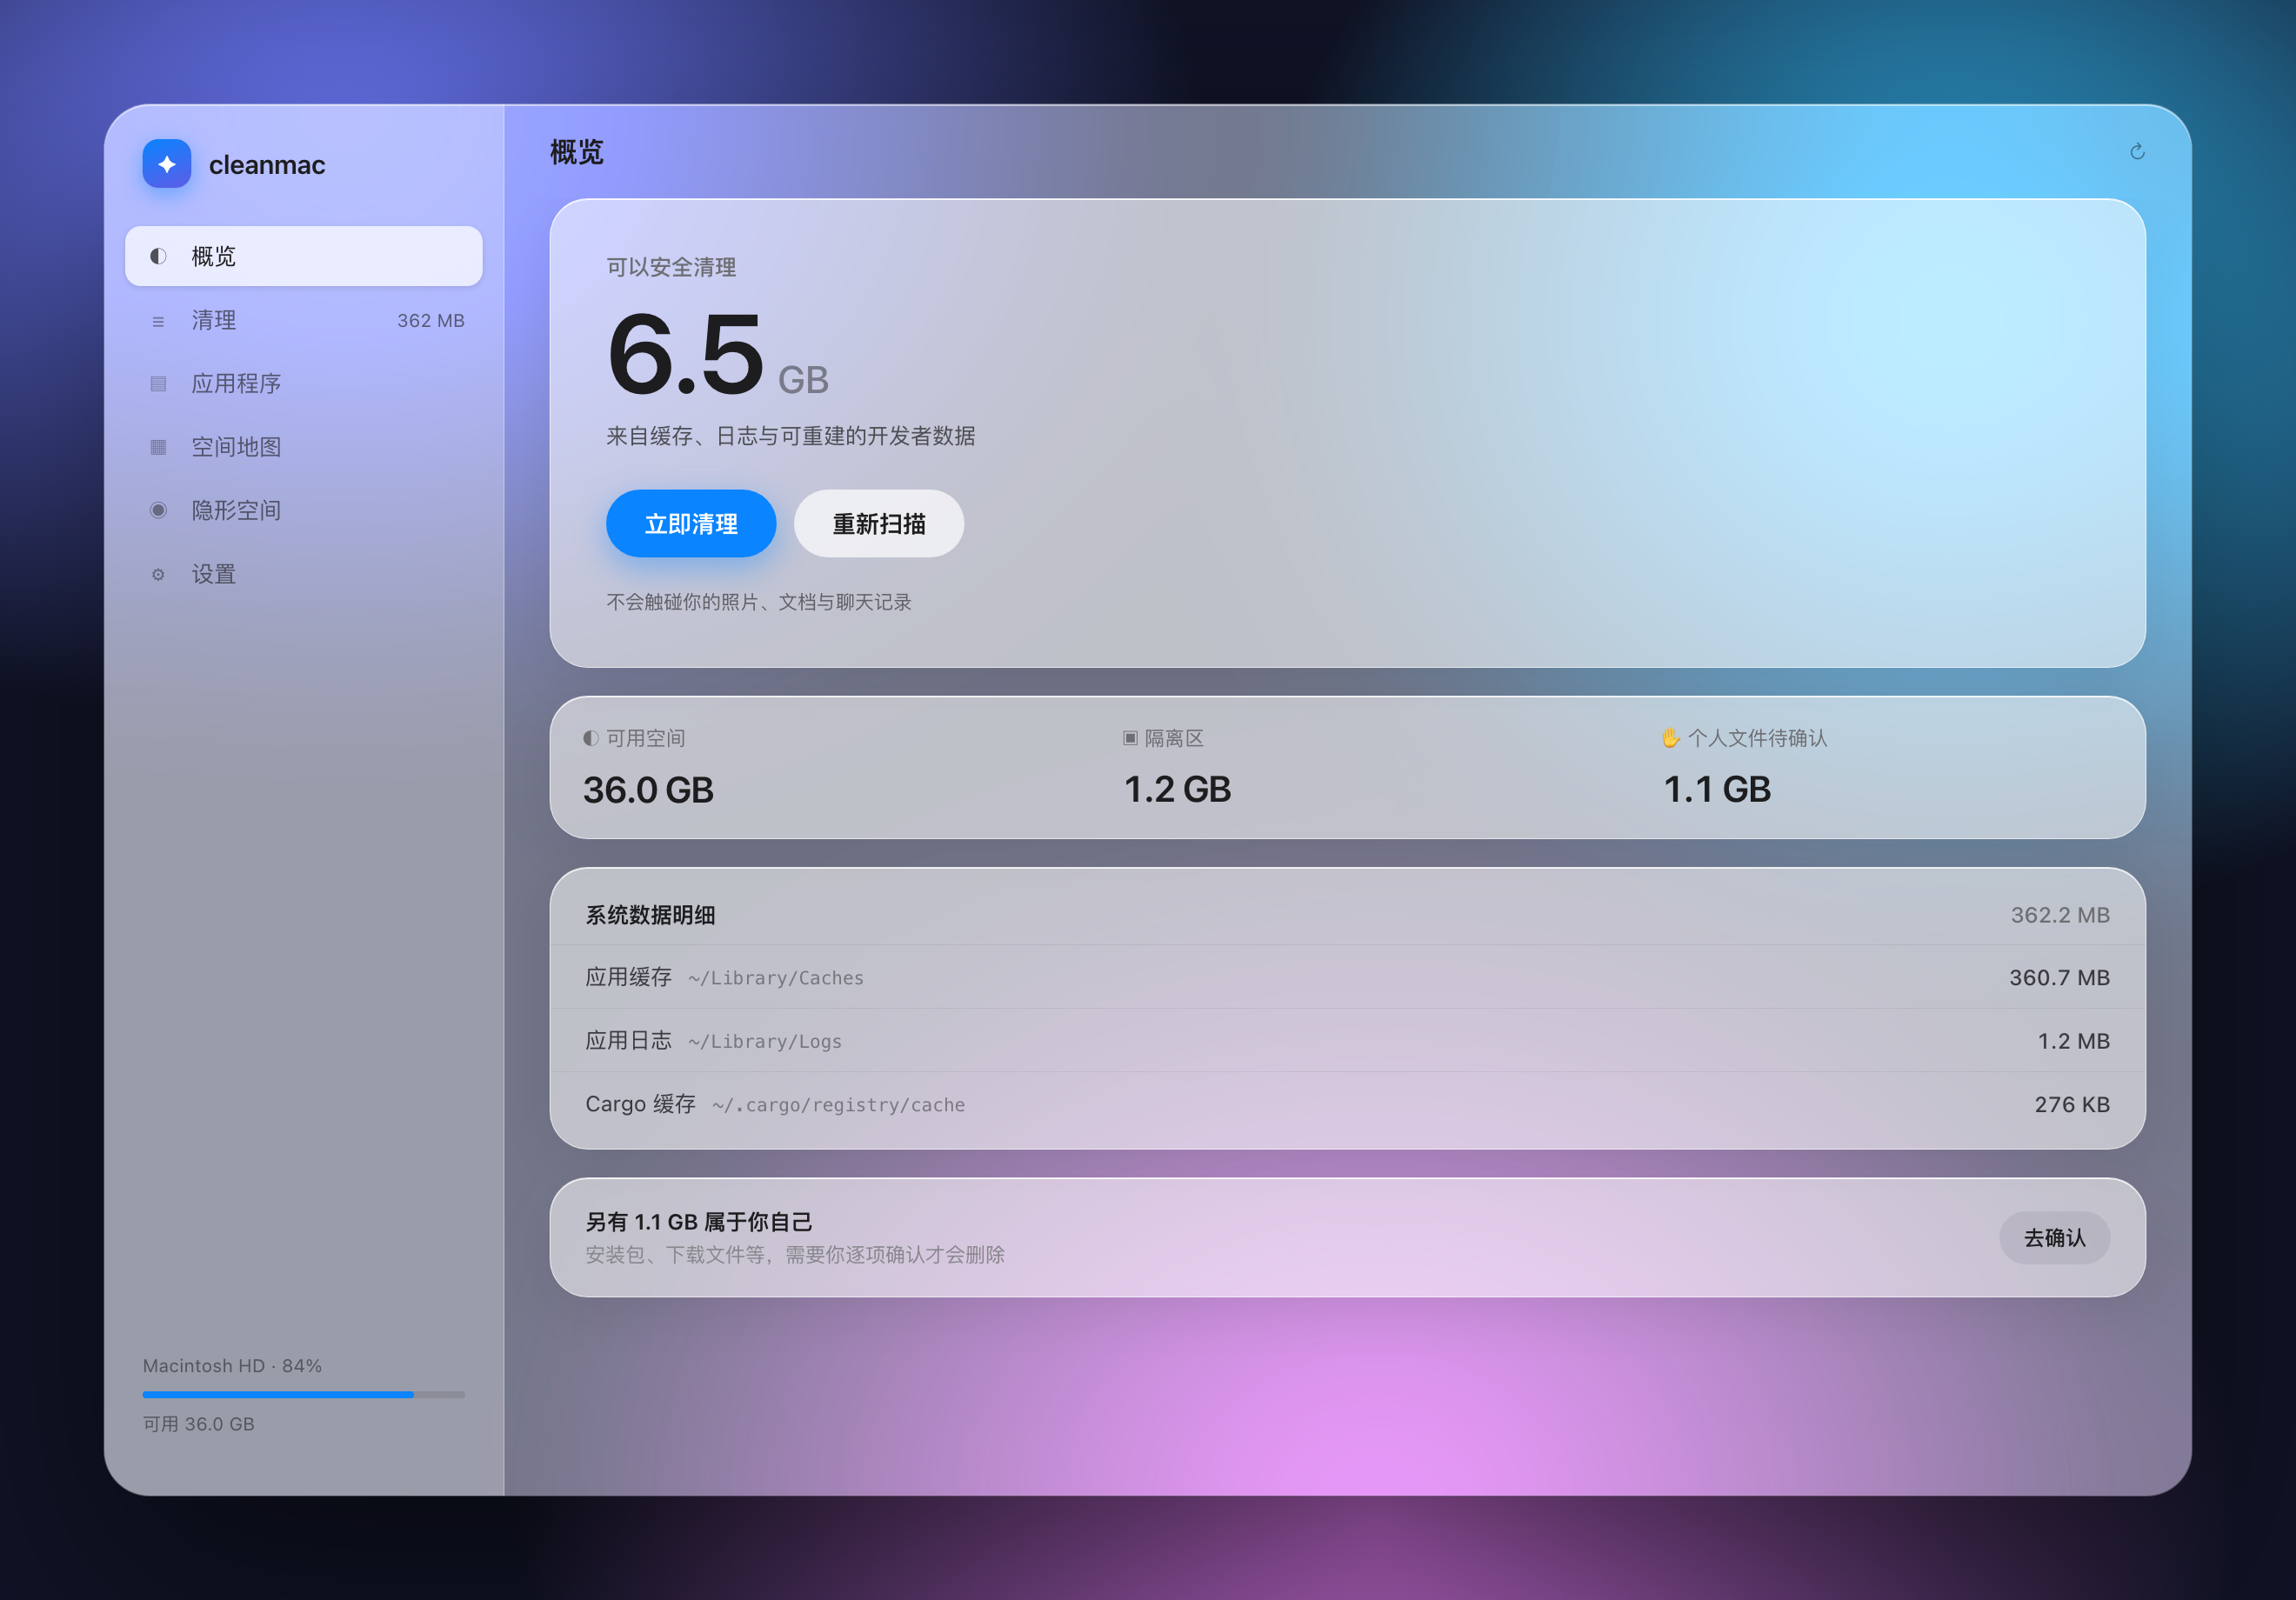 cleanmac
概览
清理 362 MB
应用程序
空间地图
隐形空间
设置
Macintosh HD · 84%
可用 36.0 GB
概览
可以安全清理
6.5 GB
来自缓存、日志与可重建的开发者数据
立即清理 重新扫描
不会触碰你的照片、文档与聊天记录
可用空间 隔离区 个人文件待确认
36.0 GB 1.2 GB 1.1 GB
系统数据明细 362.2 MB
应用缓存 ~/Library/Caches 360.7 MB
应用日志 ~/Library/Logs 1.2 MB
Cargo 缓存 ~/.cargo/registry/cache 276 KB
另有 1.1 GB 属于你自己
安装包、下载文件等，需要你逐项确认才会删除
去确认